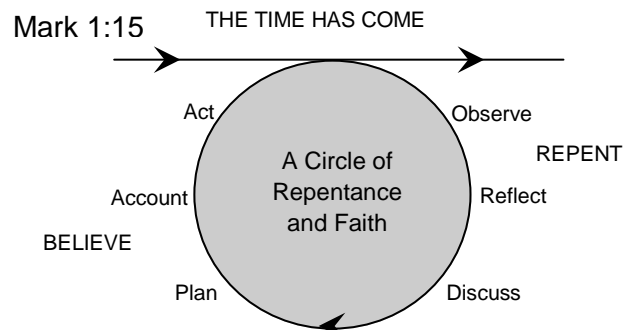 Mark 1:15
THE TIME HAS COME
Act
Observe
A Circle of
Repentance
and Faith
REPENT
Account
Reflect
BELIEVE
Plan
Discuss